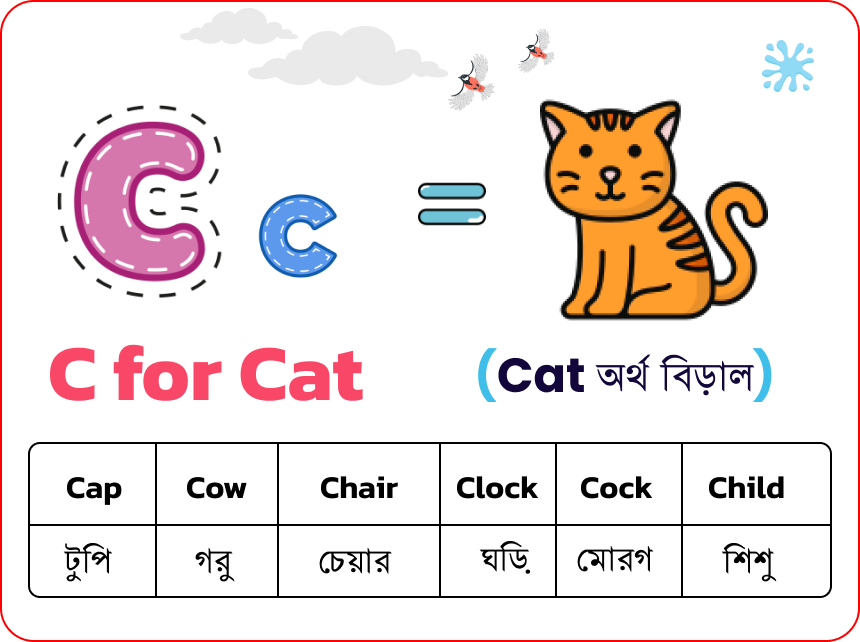 C c =
C for Cat
(Cat অর্থ বিড়াল)
Cap Cow Chair Clock Cock Child
টুপি গরু চেয়ার ঘড়ি মোরগ শিশু